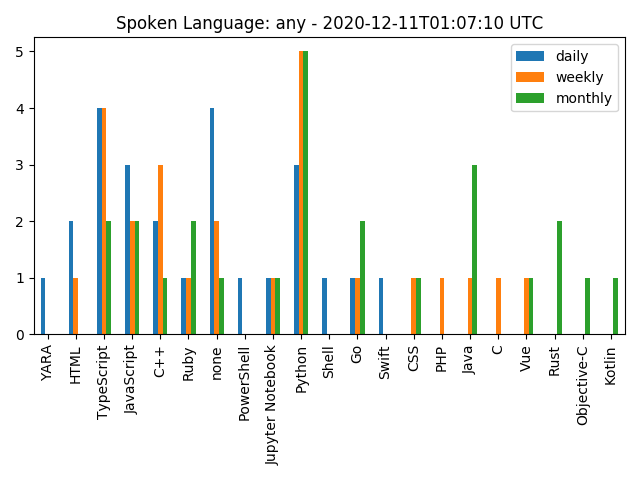 Spoken Language: any - 2020-12-11T01:07:10 UTC
daily
weekly
monthly
5
4
3
2
1
0
YARA
HTML
TypeScript
JavaScript
C++
Ruby
none
PowerShell
Jupyter Notebook
Python
Shell
Go
Swift
CSS
PHP
Java
C
Vue
Rust
Objective-C
Kotlin